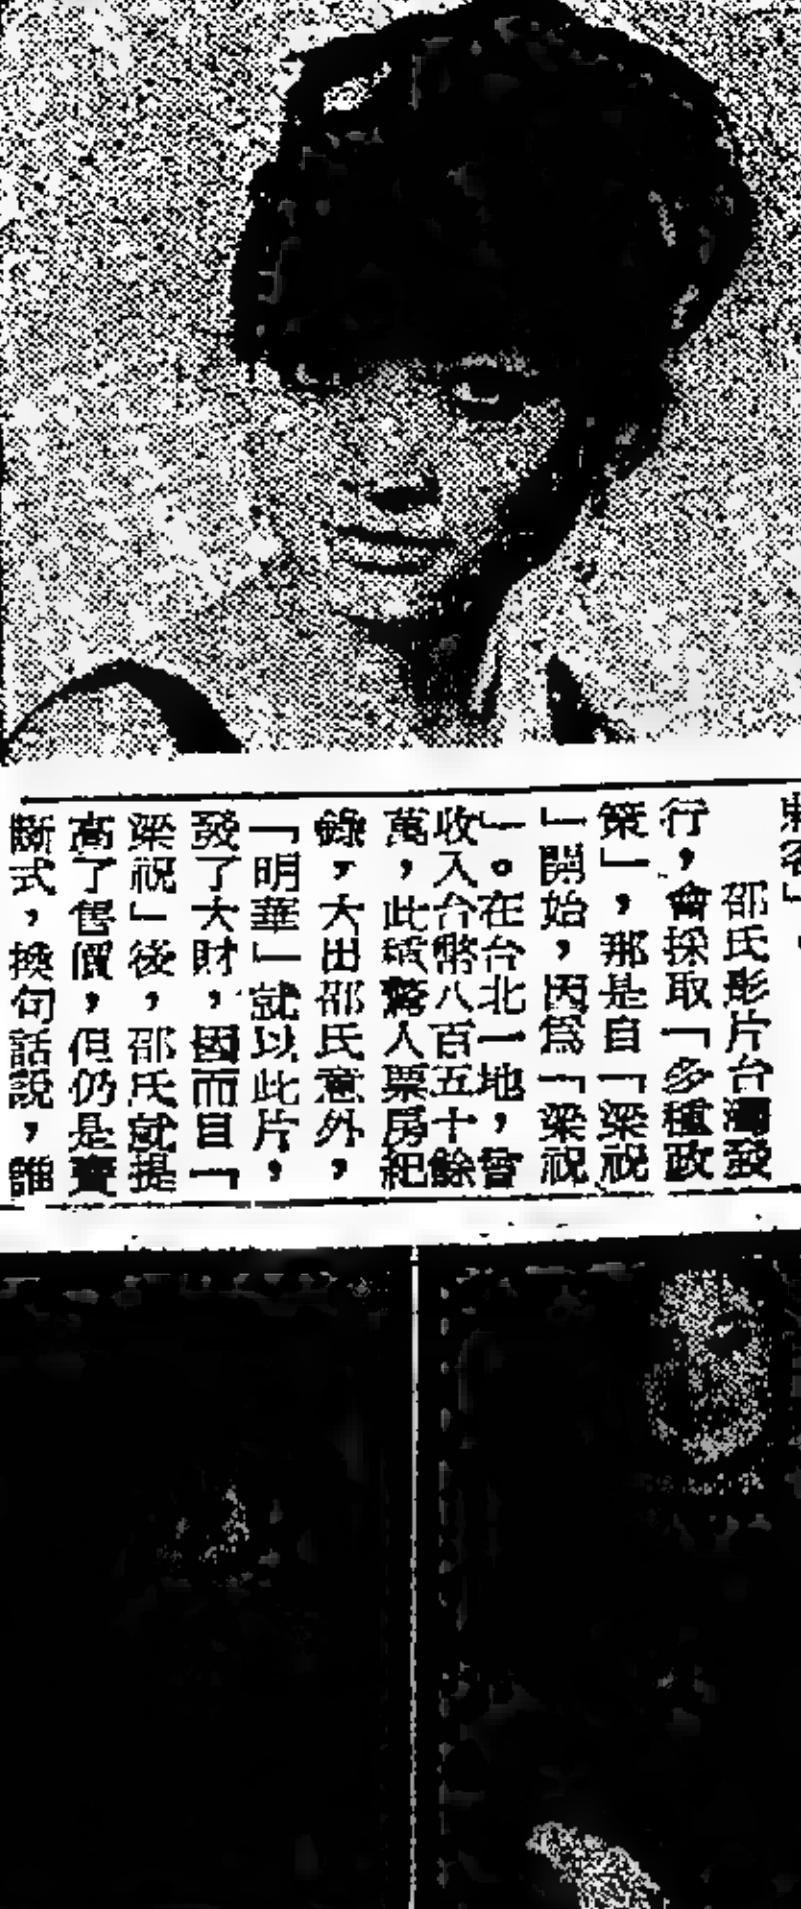 客」
邵氏影片台灣發
行，會採取「多種政
策」，那是自「梁祝
」開始，因爲「梁祝
」。在台北一地，曾
收入台幣八百五十餘
萬，此破驚人票房紀
錄，大出邵氏意外，
「明華」就以此片，
發了大財，因而自「
梁祝」後，邵氏就提
高了售價，但仍是賣
斷式，換句話說，誰